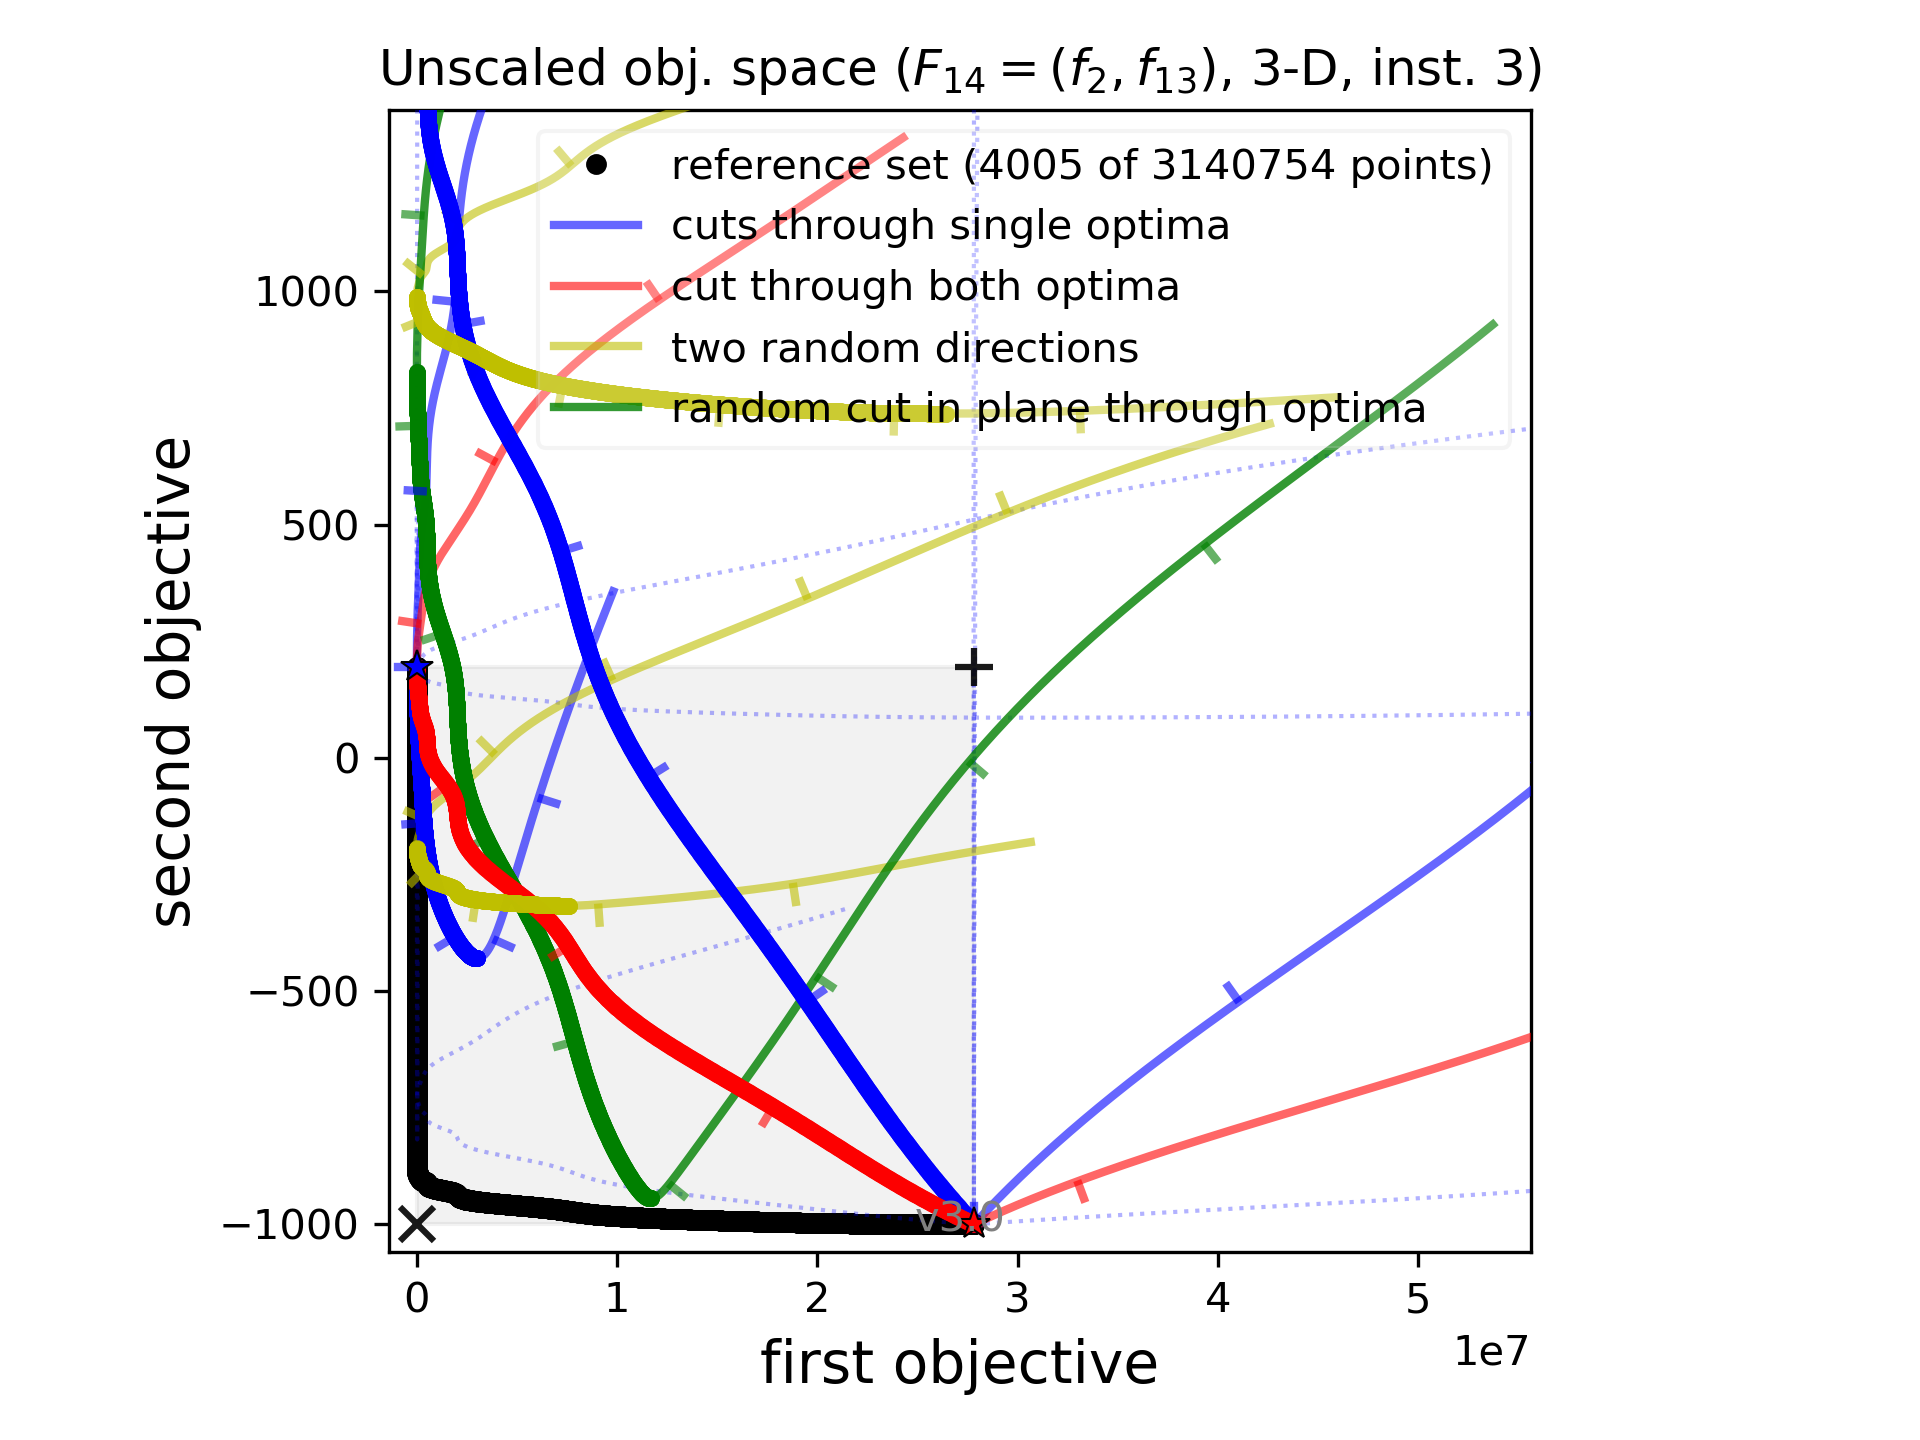 Unscaled obj. space (F₁₄ = (f₂, f₁₃), 3-D, inst. 3)
reference set (4005 of 3140754 points)
cuts through single optima
cut through both optima
two random directions
random cut in plane through optima
second objective
1000
500
0
−500
−1000
v3.0
0 1 2 3 4 5
1e7
first objective